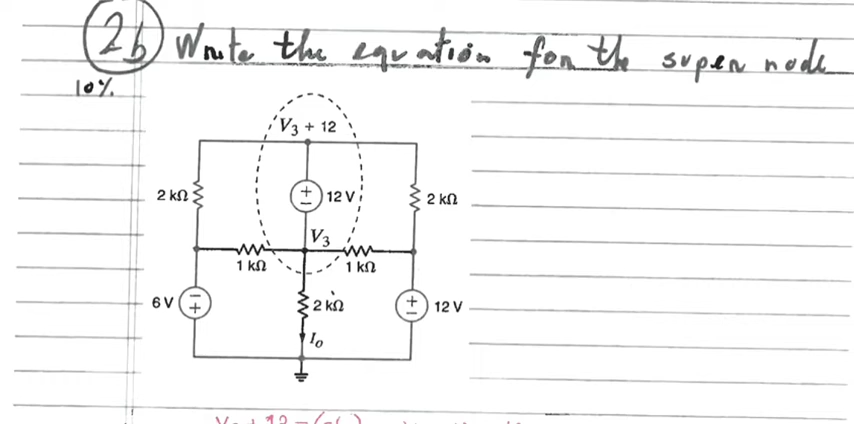 2b Write the equation for the super node
10%
V3 + 12
2 kΩ
+
−
12 V
2 kΩ
V3
1 kΩ
1 kΩ
6 V
−
+
2 kΩ
+
−
12 V
Io